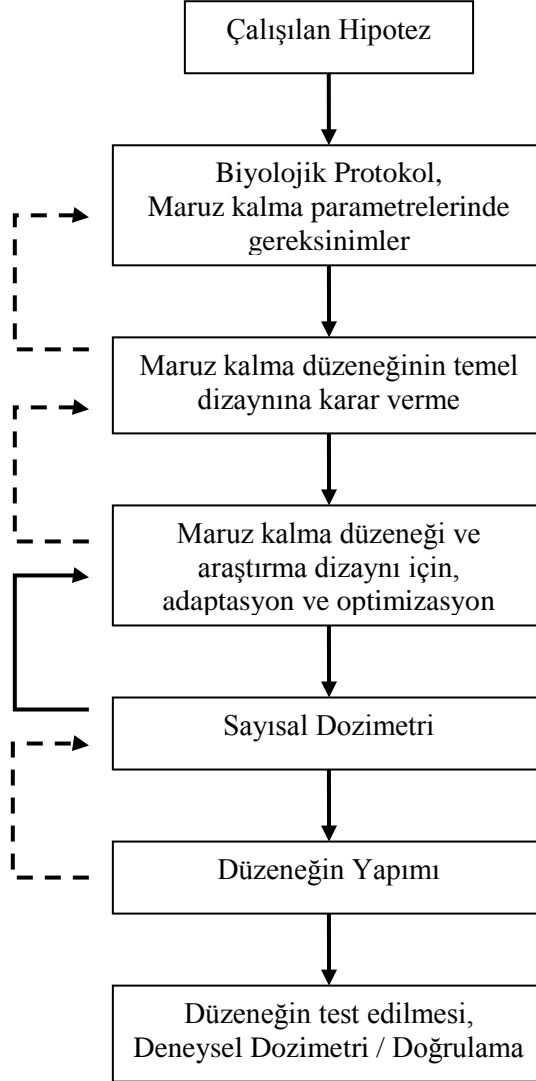 Çalışılan Hipotez
Biyolojik Protokol,
Maruz kalma parametrelerinde
gereksinimler
Maruz kalma düzeneğinin temel
dizaynına karar verme
Maruz kalma düzeneği ve
araştırma dizaynı için,
adaptasyon ve optimizasyon
Sayısal Dozimetri
Düzeneğin Yapımı
Düzeneğin test edilmesi,
Deneysel Dozimetri / Doğrulama